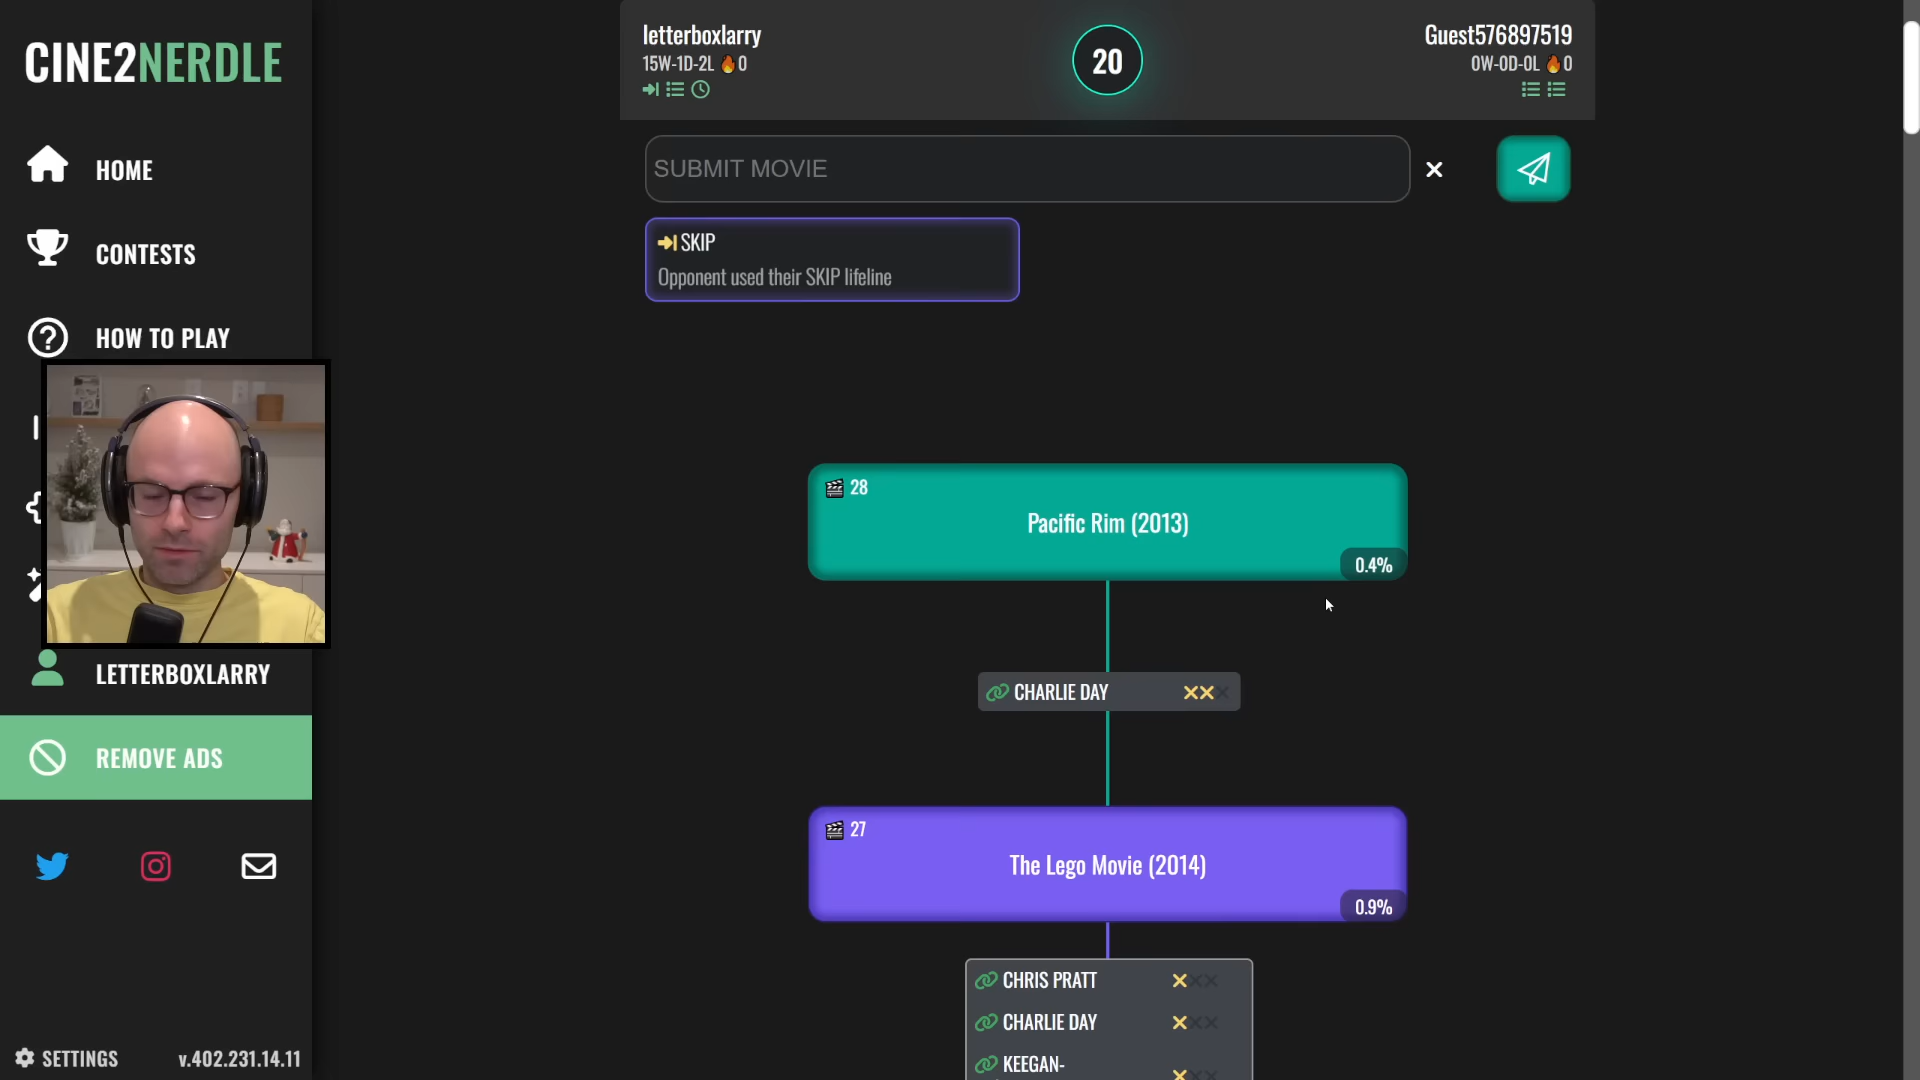 CINE2NERDLE
HOME
CONTESTS
HOW TO PLAY
LETTERBOXLARRY
REMOVE ADS
SETTINGS
v.402.231.14.11
letterboxlarry
15W-1D-2L 🔥0
20
Guest576897519
0W-0D-0L 🔥0
SUBMIT MOVIE
SKIP
Opponent used their SKIP lifeline
28
Pacific Rim (2013)
0.4%
CHARLIE DAY
27
The Lego Movie (2014)
0.9%
CHRIS PRATT
CHARLIE DAY
KEEGAN-